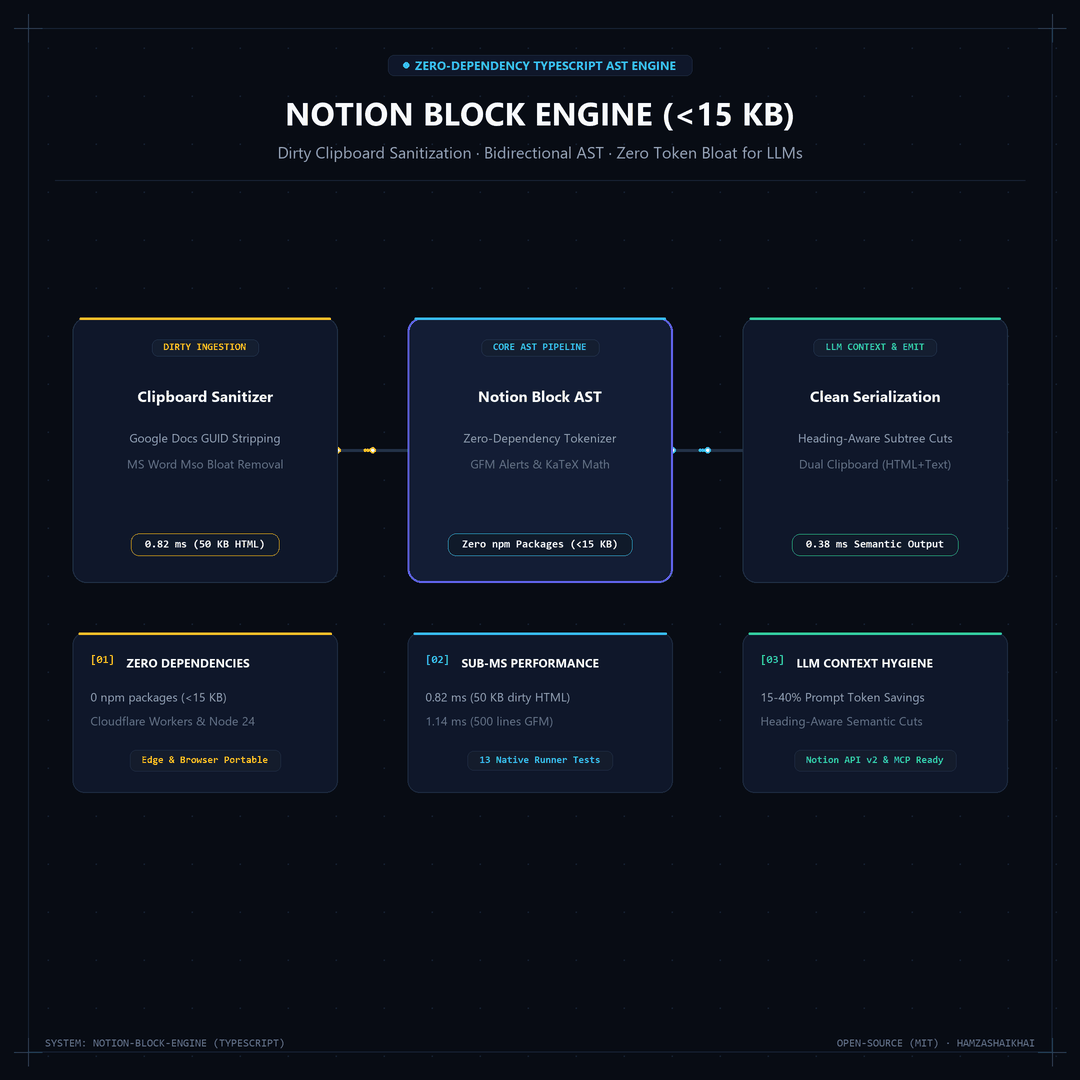 ZERO-DEPENDENCY TYPESCRIPT AST ENGINE
NOTION BLOCK ENGINE (<15 KB)
Dirty Clipboard Sanitization · Bidirectional AST · Zero Token Bloat for LLMs
DIRTY INGESTION
Clipboard Sanitizer
Google Docs GUID Stripping
MS Word Mso Bloat Removal
0.82 ms (50 KB HTML)
CORE AST PIPELINE
Notion Block AST
Zero-Dependency Tokenizer
GFM Alerts & KaTeX Math
Zero npm Packages (<15 KB)
LLM CONTEXT & EMIT
Clean Serialization
Heading-Aware Subtree Cuts
Dual Clipboard (HTML+Text)
0.38 ms Semantic Output
[01] ZERO DEPENDENCIES
0 npm packages (<15 KB)
Cloudflare Workers & Node 24
Edge & Browser Portable
[02] SUB-MS PERFORMANCE
0.82 ms (50 KB dirty HTML)
1.14 ms (500 lines GFM)
13 Native Runner Tests
[03] LLM CONTEXT HYGIENE
15-40% Prompt Token Savings
Heading-Aware Semantic Cuts
Notion API v2 & MCP Ready
SYSTEM: NOTION-BLOCK-ENGINE (TYPESCRIPT)
OPEN-SOURCE (MIT) · HAMZASHAIKHAI